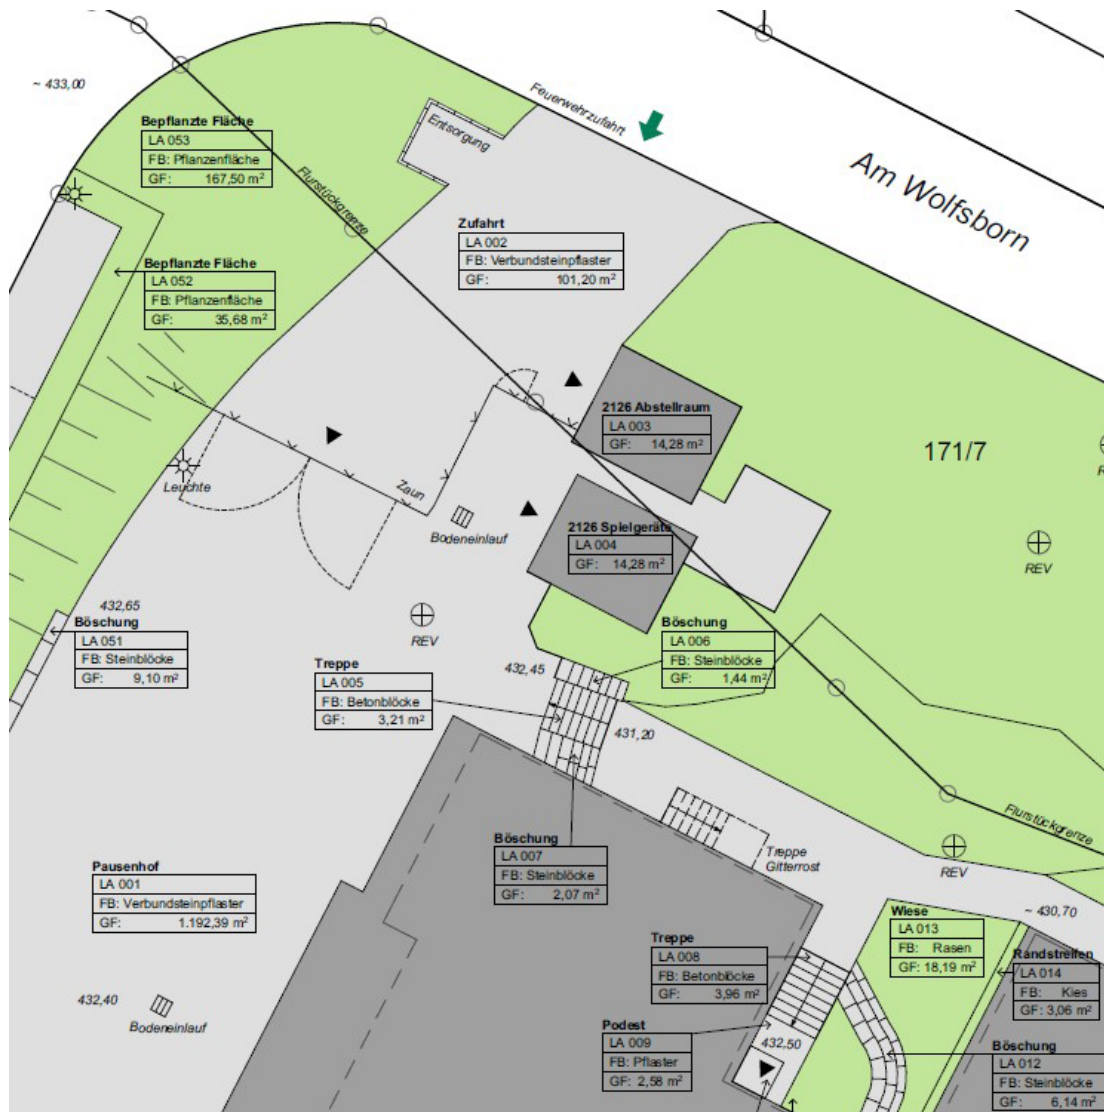 ~ 433,00
Feuerwehrzufahrt
Entsorgung
Am Wolfsborn
Bepflanzte Fläche
LA 053
FB: Pflanzenfläche
GF: 167,50 m²
Flurstückgrenze
Zufahrt
LA 002
FB: Verbundsteinpflaster
GF: 101,20 m²
Bepflanzte Fläche
LA 052
FB: Pflanzenfläche
GF: 35,68 m²
2126 Abstellraum
LA 003
GF: 14,28 m²
171/7
Leuchte
Zaun
Bodeneinlauf
2126 Spielgeräte
LA 004
GF: 14,28 m²
REV
432,65
Böschung
LA 051
FB: Steinblöcke
GF: 9,10 m²
REV
Böschung
LA 006
FB: Steinblöcke
GF: 1,44 m²
432,45
Treppe
LA 005
FB: Betonblöcke
GF: 3,21 m²
431,20
Flurstückgrenze
Böschung
LA 007
FB: Steinblöcke
GF: 2,07 m²
Treppe
Gitterrost
REV
Pausenhof
LA 001
FB: Verbundsteinpflaster
GF: 1.192,39 m²
Wiese
LA 013
FB: Rasen
GF: 18,19 m²
~ 430,70
Treppe
LA 008
FB: Betonblöcke
GF: 3,96 m²
Randstreifen
LA 014
FB: Kies
GF: 3,06 m²
432,40
Bodeneinlauf
Podest
LA 009
FB: Pflaster
GF: 2,58 m²
432,50
Böschung
LA 012
FB: Steinblöcke
GF: 6,14 m²